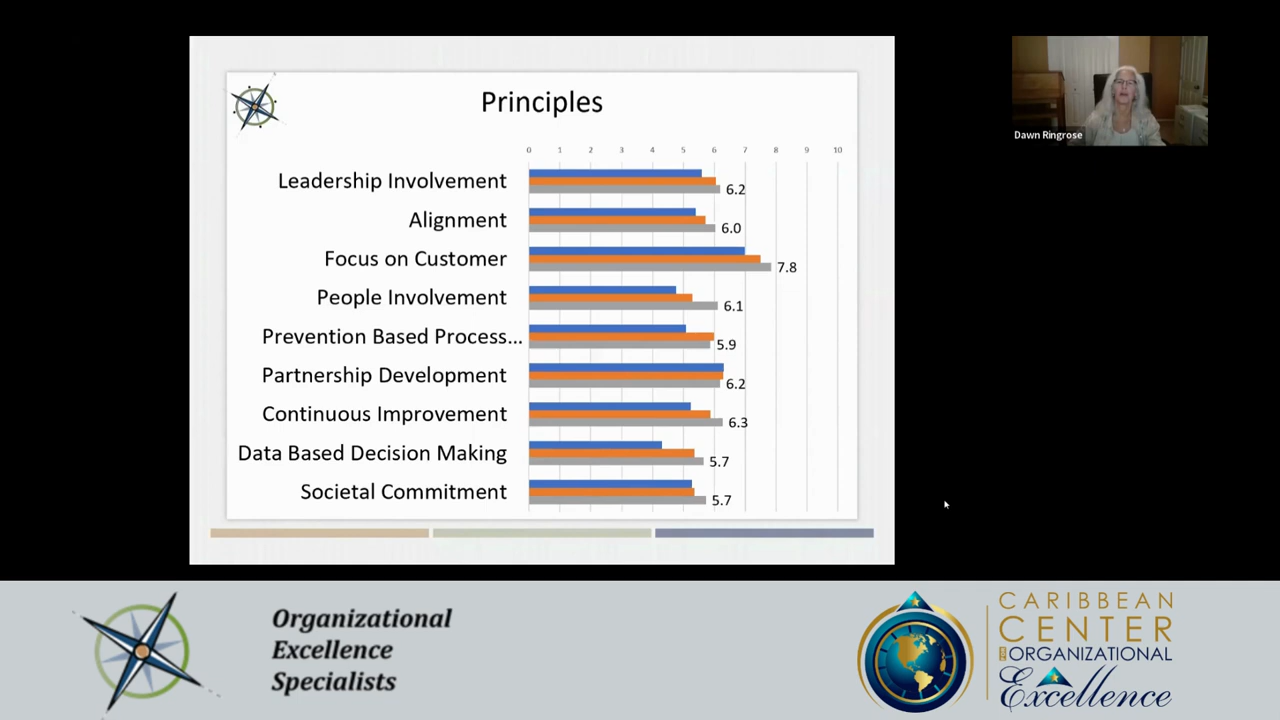 Principles
0 1 2 3 4 5 6 7 8 9 10
Leadership Involvement 6.2
Alignment 6.0
Focus on Customer 7.8
People Involvement 6.1
Prevention Based Process... 5.9
Partnership Development 6.2
Continuous Improvement 6.3
Data Based Decision Making 5.7
Societal Commitment 5.7
Dawn Ringrose
Organizational
Excellence
Specialists
CARIBBEAN
CENTER
FOR ORGANIZATIONAL
Excellence